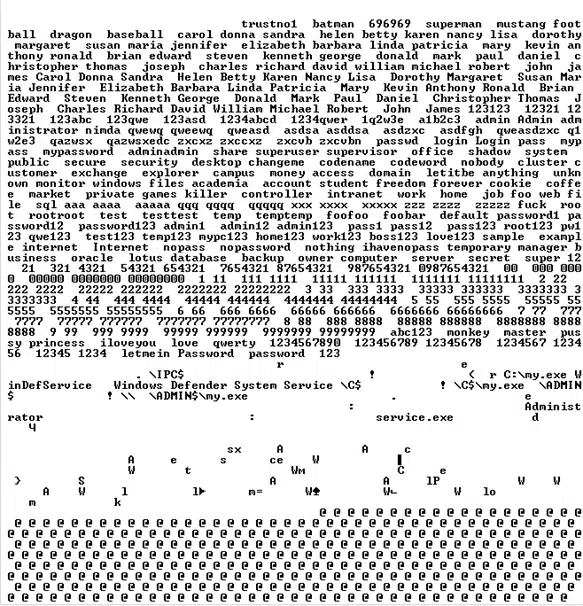 trustno1 batman 696969 superman mustang foot
ball dragon baseball carol donna sandra helen betty karen nancy lisa dorothy
margaret susan maria jennifer elizabeth barbara linda patricia mary kevin an
thony ronald brian edward steven kenneth george donald mark paul daniel c
hristopher thomas joseph charles richard david william michael robert john ja
mes Carol Donna Sandra Helen Betty Karen Nancy Lisa Dorothy Margaret Susan Mar
ia Jennifer Elizabeth Barbara Linda Patricia Mary Kevin Anthony Ronald Brian
Edward Steven Kenneth George Donald Mark Paul Daniel Christopher Thomas J
oseph Charles Richard David William Michael Robert John James 123123 12321 12
3321 123abc 123qwe 123asd 1234abcd 1234qwer 1q2w3e a1b2c3 admin Admin adm
inistrator nimda qwewq qweewq qweasd asdsa asddsa asdzxc asdfgh qweasdzxc q1
w2e3 qazwsx qazwsxedc zxcxz zxccxz zxcvb zxcvbn passwd login Login pass myp
ass mypassword adminadmin share superuser supervisor office shadow system
public secure security desktop changeme codename codeword nobody cluster c
ustomer exchange explorer campus money access domain letitbe anything unkn
own monitor windows files academia account student freedom forever cookie coffe
e market private games killer controller intranet work home job foo web fi
le sql aaa aaaa aaaaa qqq qqqq qqqqq xxx xxxx xxxxx zzz zzzz zzzzz fuck roo
t rootroot test testtest temp temptemp foofoo foobar default password1 pa
ssword12 password123 admin1 admin12 admin123 pass1 pass12 pass123 root123 pw1
23 qwe123 test123 temp123 mypc123 home123 work123 boss123 love123 sample exampl
e internet Internet nopass nopassword nothing ihavenopass temporary manager b
usiness oracle lotus database backup owner computer server secret super 12
21 321 4321 54321 654321 7654321 87654321 987654321 0987654321 00 000 000
0 00000 0000000 00000000 1 11 111 1111 11111 111111 1111111 11111111 2 22
222 2222 22222 222222 2222222 22222222 3 33 333 3333 33333 333333 3333333 3
3333333 4 44 444 4444 44444 444444 4444444 44444444 5 55 555 5555 55555 55
5555 5555555 55555555 6 66 666 6666 66666 666666 6666666 66666666 7 77 777
7777 77777 777777 7777777 77777777 8 88 888 8888 88888 888888 8888888 8888
8888 9 99 999 9999 99999 999999 9999999 99999999 abc123 monkey master pus
sy princess iloveyou love qwerty 1234567890 123456789 12345678 1234567 1234
56 12345 1234 letmein Password password 123
r e
. \IPC$ ! ( r C:\my.exe W
inDefService Windows Defender System Service \C$ ! \C$\my.exe \ADMIN
$ ! \\ \ADMIN$\my.exe . e
: Administ
rator : service.exe d
4
sx A A c
A e s ce W
W t Wm C e
> S A A lP W W
A W l l► m= W♠ W← W lo
m k
@ @ @ @ @ @ @ @ @ @ @ @ @ @ @
@ @ @ @ @ @ @ @ @ @ @ @ @ @ @ @ @ @ @ @ @ @ @ @ @ @ @ @ @ @ @ @
@ @ @ @ @ @ @ @ @ @ @ @ @ @ @ @ @ @ @ @ @ @ @ @ @ @ @ @ @ @ @ @
@ @ @ @ @ @ @ @ @ @ @ @ @ @ @ @ @ @ @ @ @ @ @ @ @ @ @ @ @ @ @ @
@ @ @ @ @ @ @ @ @ @ @ @ @ @ @ @ @ @ @ @ @ @ @ @ @ @ @ @ @ @ @ @
@ @ @ @ @ @ @ @ @ @ @ @ @ @ @ @ @ @ @ @ @ @ @ @ @ @ @ @ @ @ @ @
@ @ @ @ @ @ @ @ @ @ @ @ @ @ @ @ @ @ @ @ @ @ @ @ @ @ @ @ @ @ @ @
@ @ @ @ @ @ @ @ @ @ @ @ @ @ @ @ @ @ @ @ @ @ @ @ @ @ @ @ @ @ @ @
@ @ @ @ @ @ @ @ @ @ @ @ @ @ @ @ @ @ @ @ @ @ @ @ @ @ @ @ @ @ @